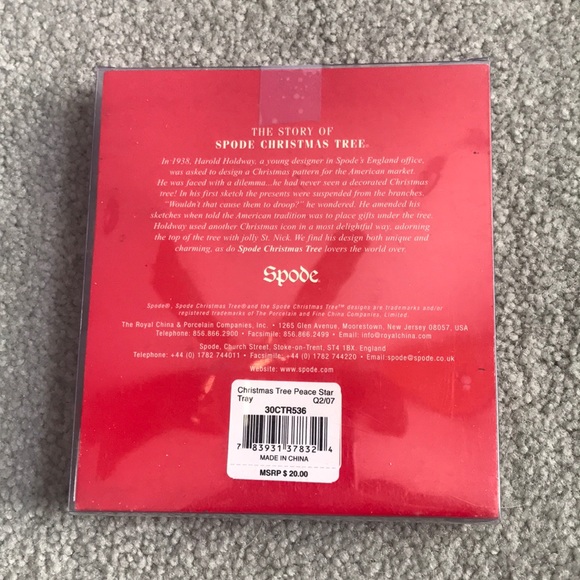 THE STORY OF
SPODE CHRISTMAS TREE®
In 1938, Harold Holdway, a young designer in Spode's England office,
was asked to design a Christmas pattern for the American market.
He was faced with a dilemma...he had never seen a decorated Christmas
tree! In his first sketch the presents were suspended from the branches.
"Wouldn't that cause them to droop?" he wondered. He amended his
sketches when told the American tradition was to place gifts under the tree.
Holdway used another Christmas icon in a most delightful way, adorning
the top of the tree with jolly St. Nick. We find his design both unique and
charming, as do Spode Christmas Tree lovers the world over.
Spode®
Spode®, Spode Christmas Tree®and the Spode Christmas Tree™ designs are trademarks and/or
registered trademarks of The Porcelain and Fine China Companies, Limited.
The Royal China & Porcelain Companies, Inc. • 1265 Glen Avenue, Moorestown, New Jersey 08057, USA
Telephone: 856.866.2900 • Facsimile: 856.866.2499 • Email: info@royalchina.com
Spode, Church Street, Stoke-on-Trent, ST4 1BX, England
Telephone: +44 (0) 1782 744011 • Facsimile: +44 (0) 1782 744220 • Email:spode@spode.co.uk
Website: www.spode.com
Christmas Tree Peace Star
Tray Q2/07
30CTR536
7 83931 37832 4
MADE IN CHINA
MSRP $ 20.00